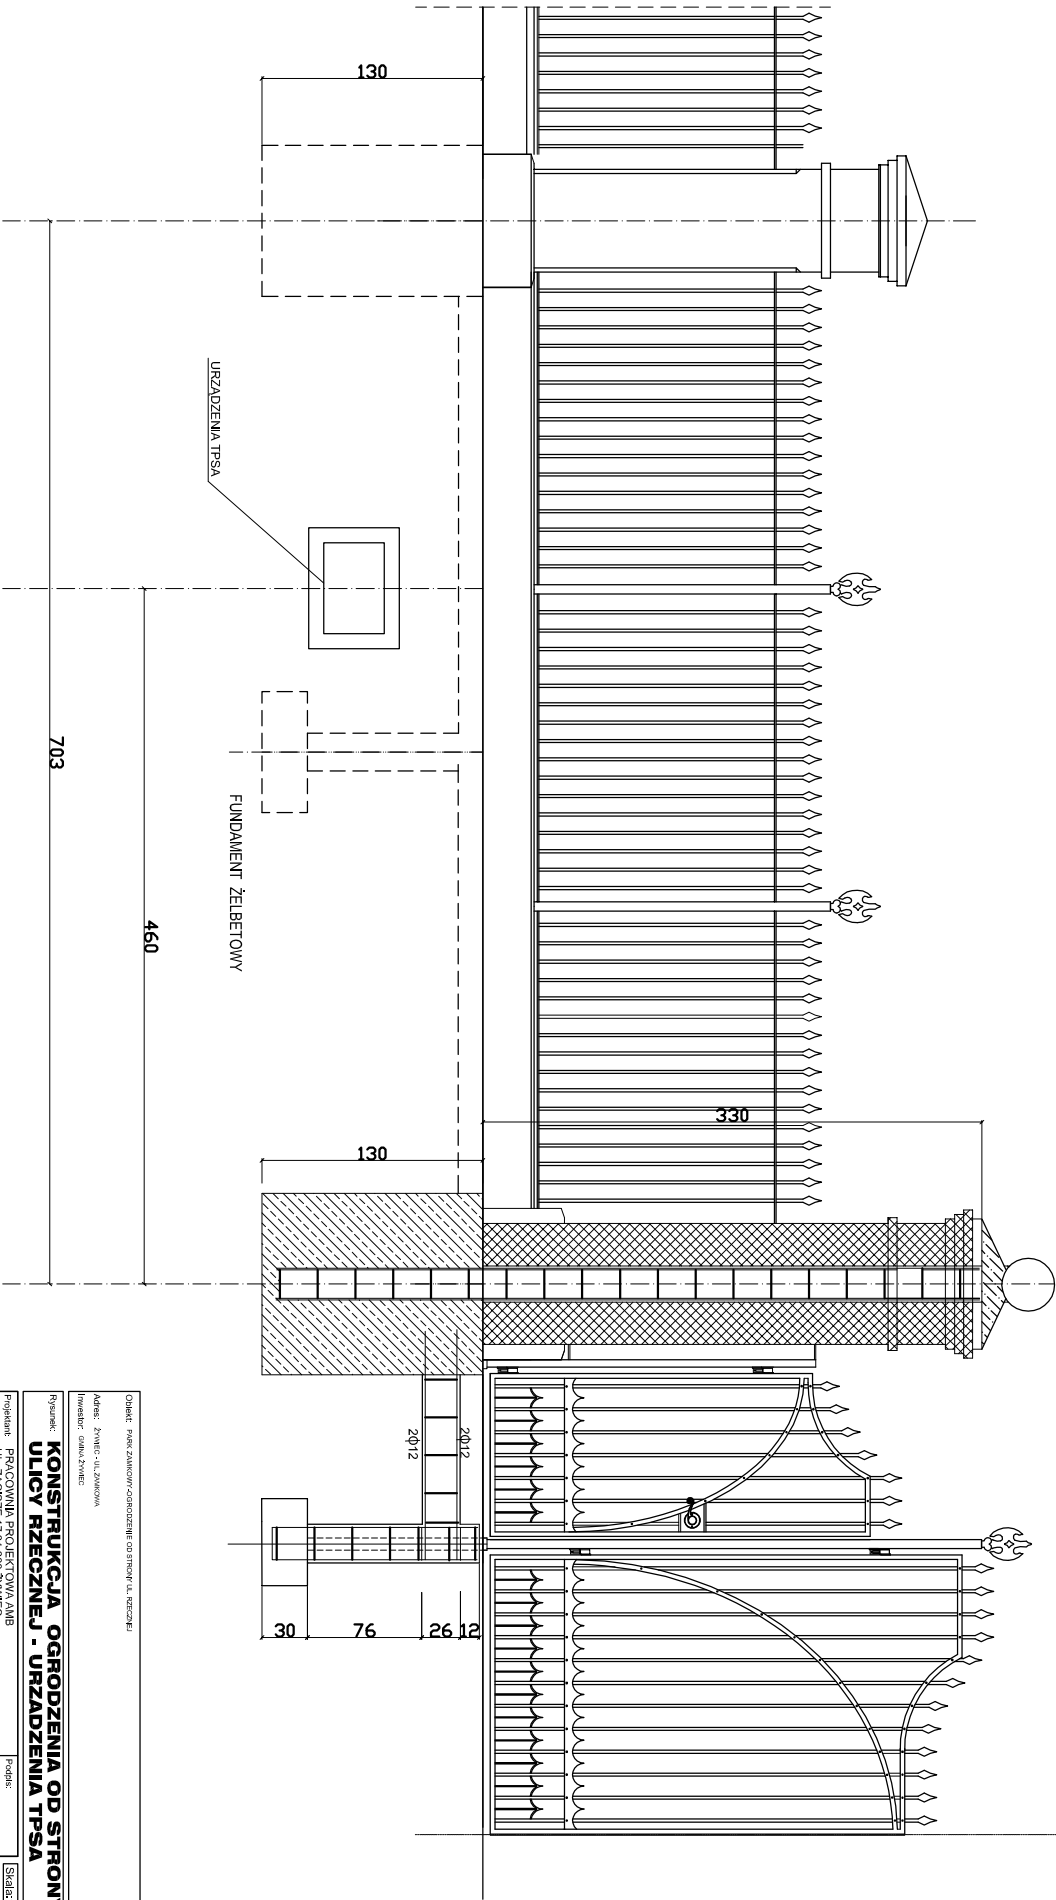 130
URZĄDZENIA TPSA
703
460
FUNDAMENT ŻELBETOWY
330
130
2Φ12
2Φ12
30
76
26
12
Obiekt: PARK ZAMKOWY-OGRODZENIE OD STRONY UL. RZECZNEJ
Adres: ŻYWIEC - UL. ZAMKOWA
Inwestor: GMINA ŻYWIEC
Rysunek: KONSTRUKCJA OGRODZENIA OD STRONY
ULICY RZECZNEJ - URZĄDZENIA TPSA
Projektant: PRACOWNIA PROJEKTOWA AMB
Podpis:
Skala: